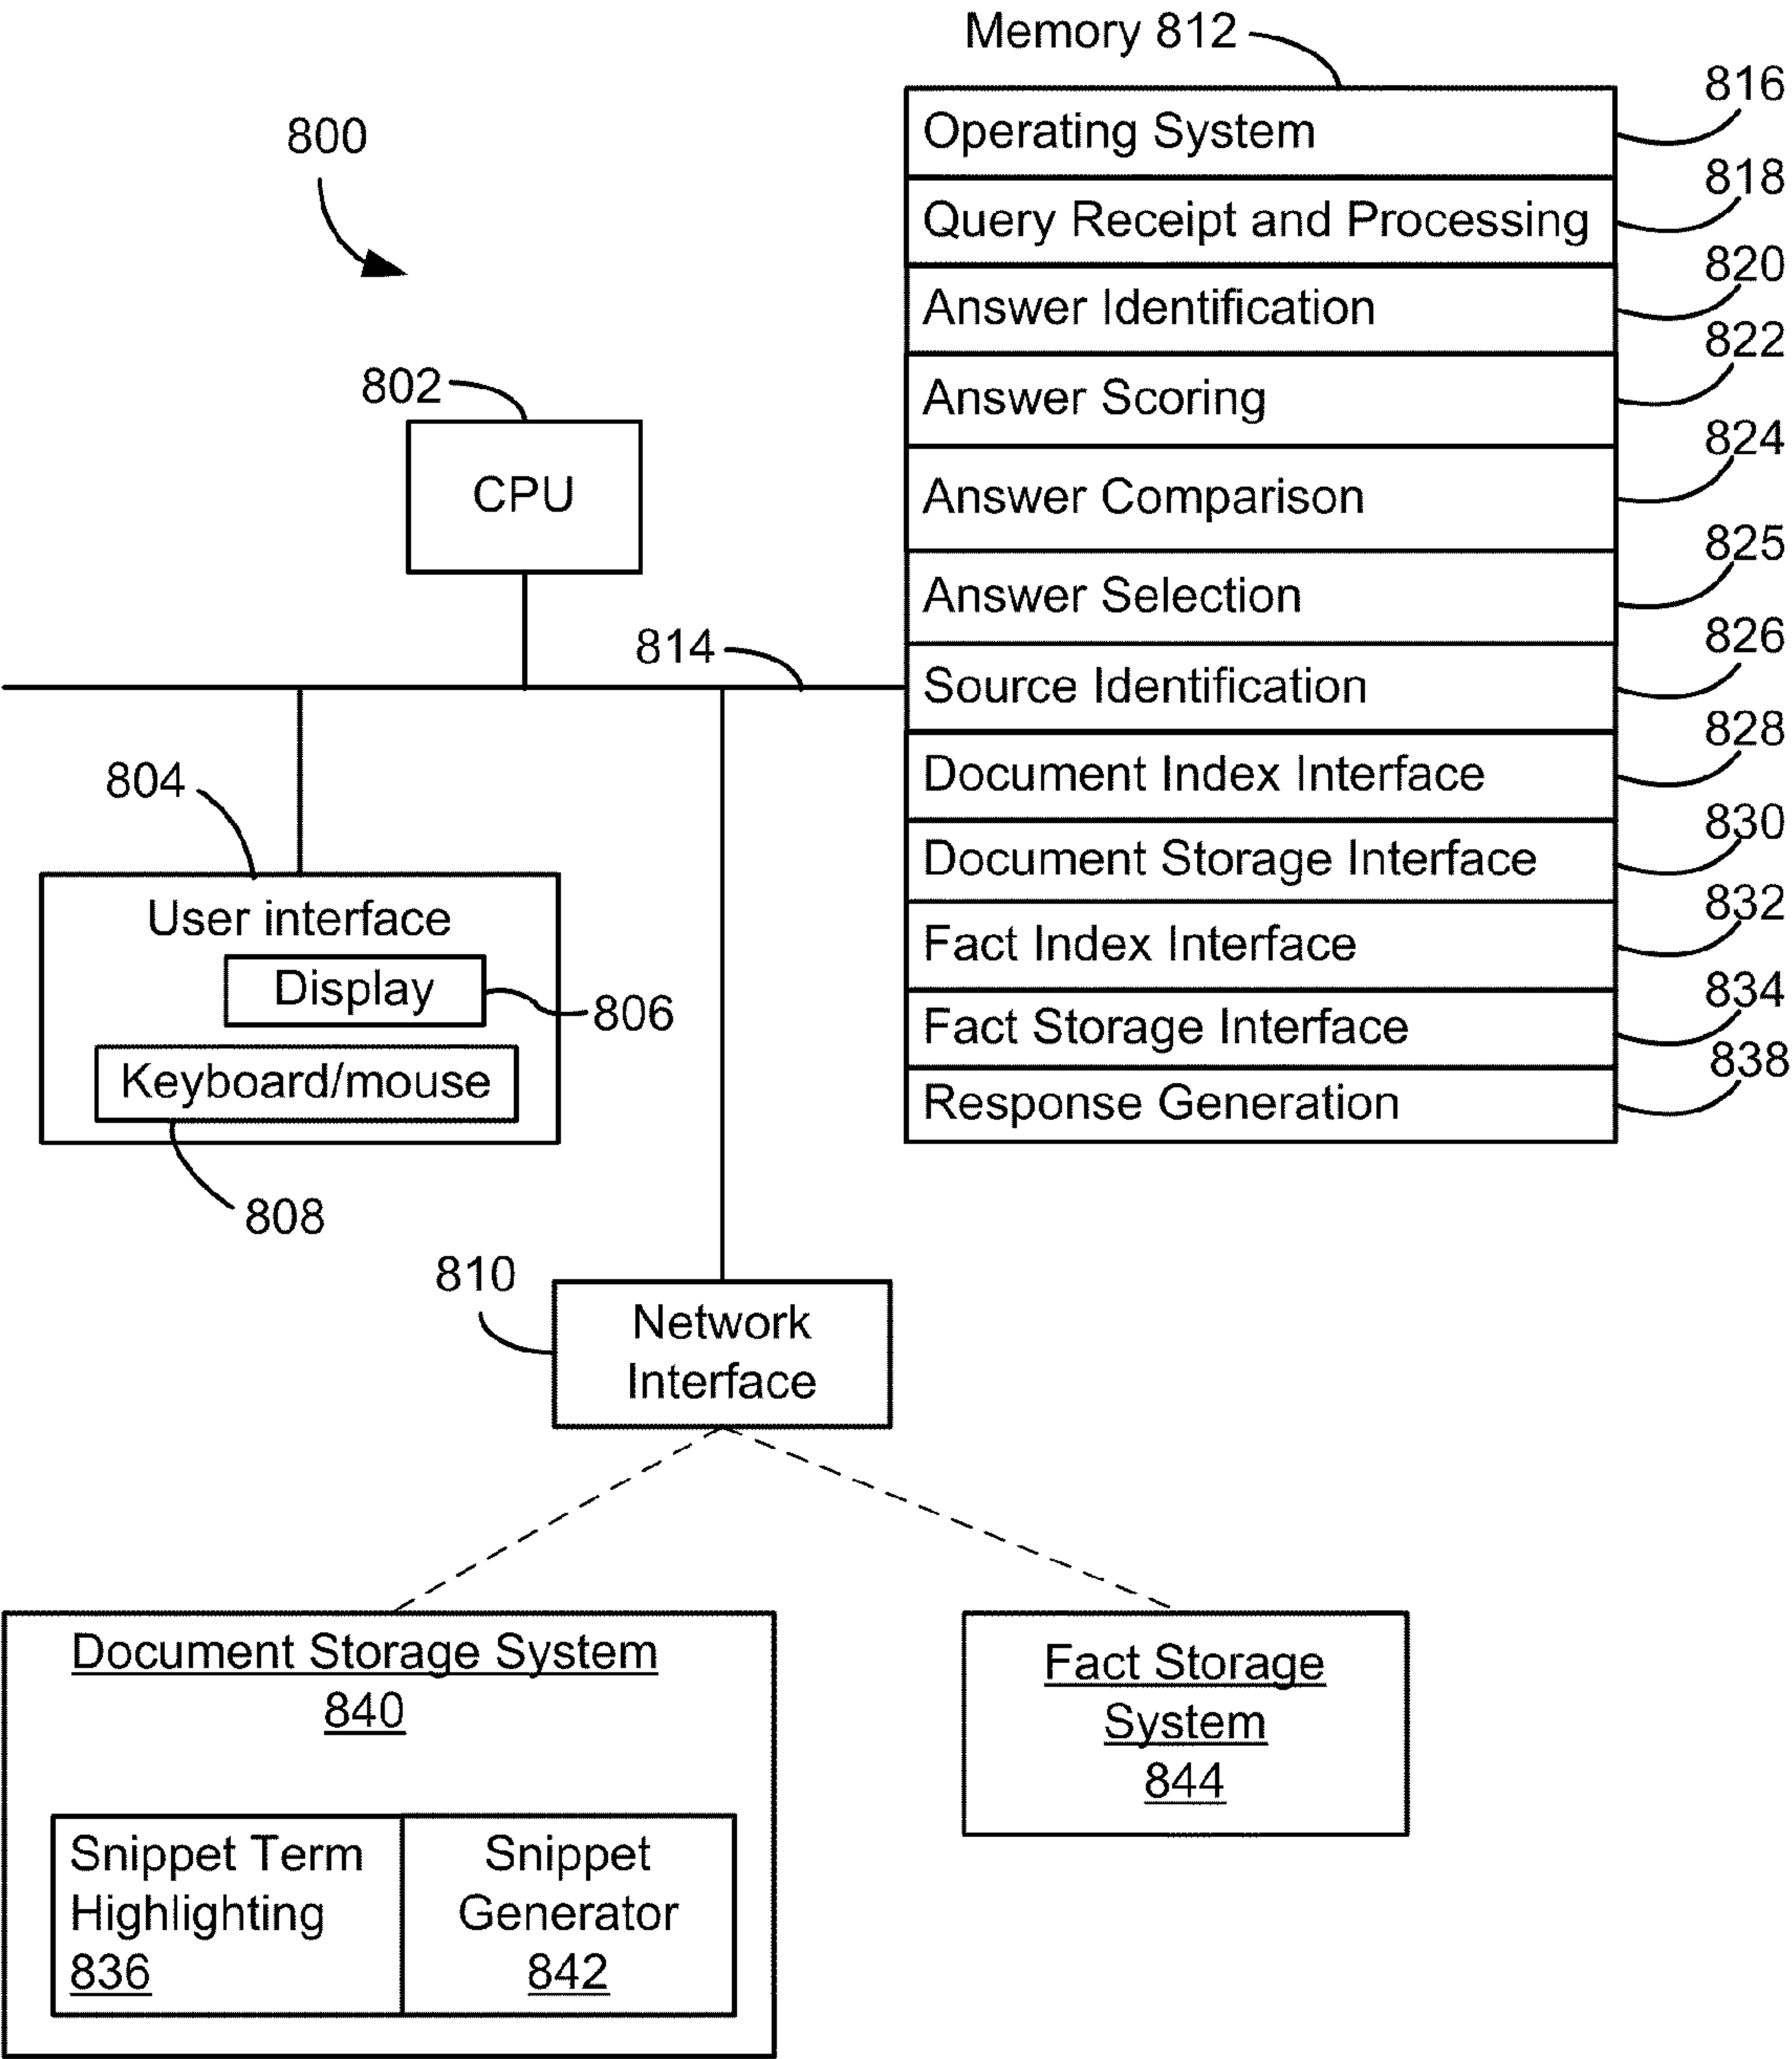 Memory 812
800
Operating System
816
Query Receipt and Processing
818
Answer Identification
820
Answer Scoring
822
Answer Comparison
824
Answer Selection
825
Source Identification
826
Document Index Interface
828
Document Storage Interface
830
Fact Index Interface
832
Fact Storage Interface
834
Response Generation
838
802
CPU
814
804
User interface
Display
806
Keyboard/mouse
808
810
Network
Interface
Document Storage System
840
Snippet Term
Highlighting
836
Snippet
Generator
842
Fact Storage
System
844